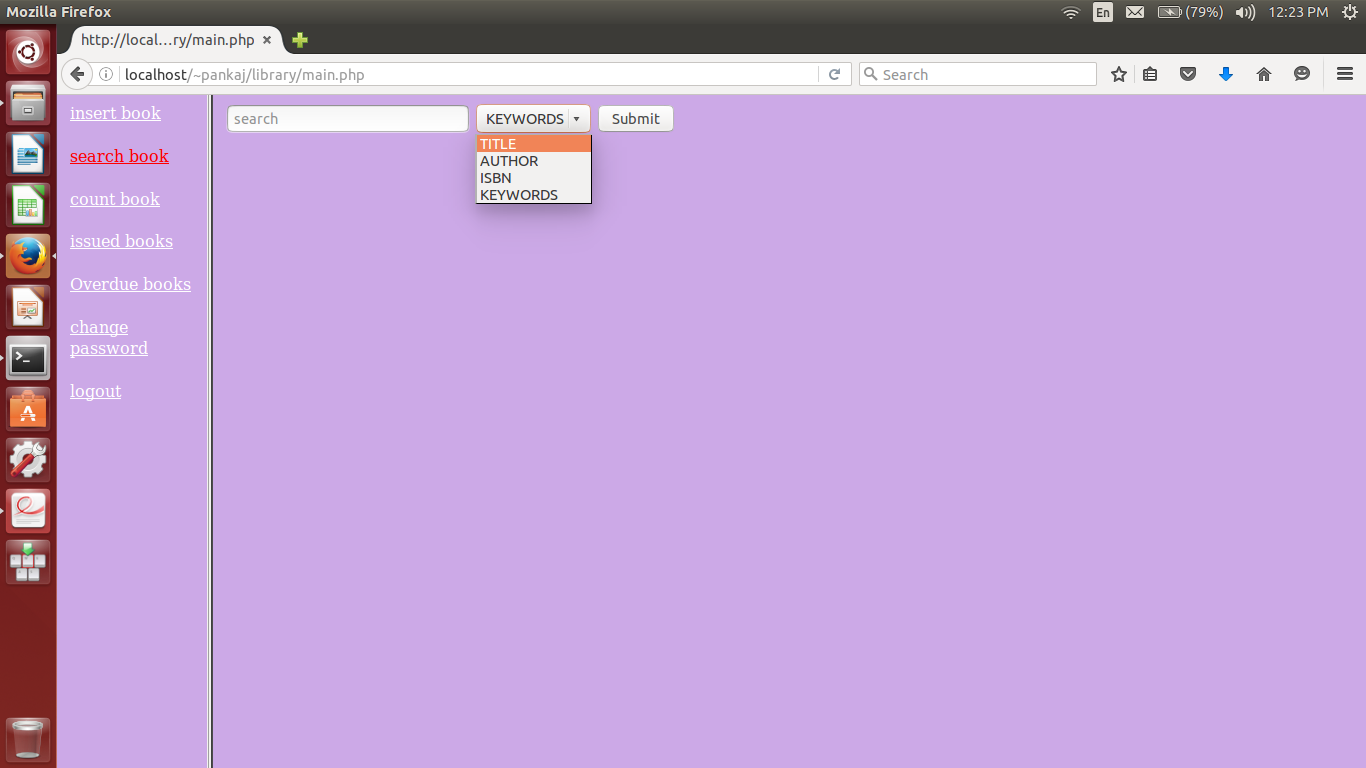 Mozilla Firefox
En
(79%)
12:23 PM
http://local...ry/main.php
localhost/~pankaj/library/main.php
Search
insert book
search book
count book
issued books
Overdue books
change
password
logout
search
KEYWORDS
Submit
TITLE
AUTHOR
ISBN
KEYWORDS